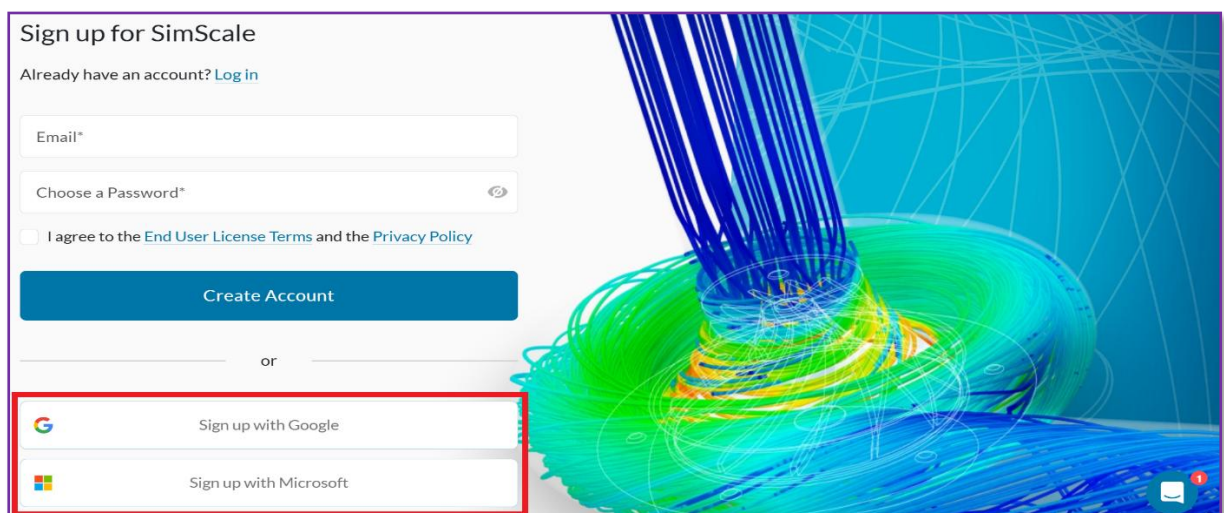 Sign up for SimScale
Already have an account? Log in
Email*
Choose a Password*
I agree to the End User License Terms and the Privacy Policy
Create Account
or
Sign up with Google
Sign up with Microsoft
1